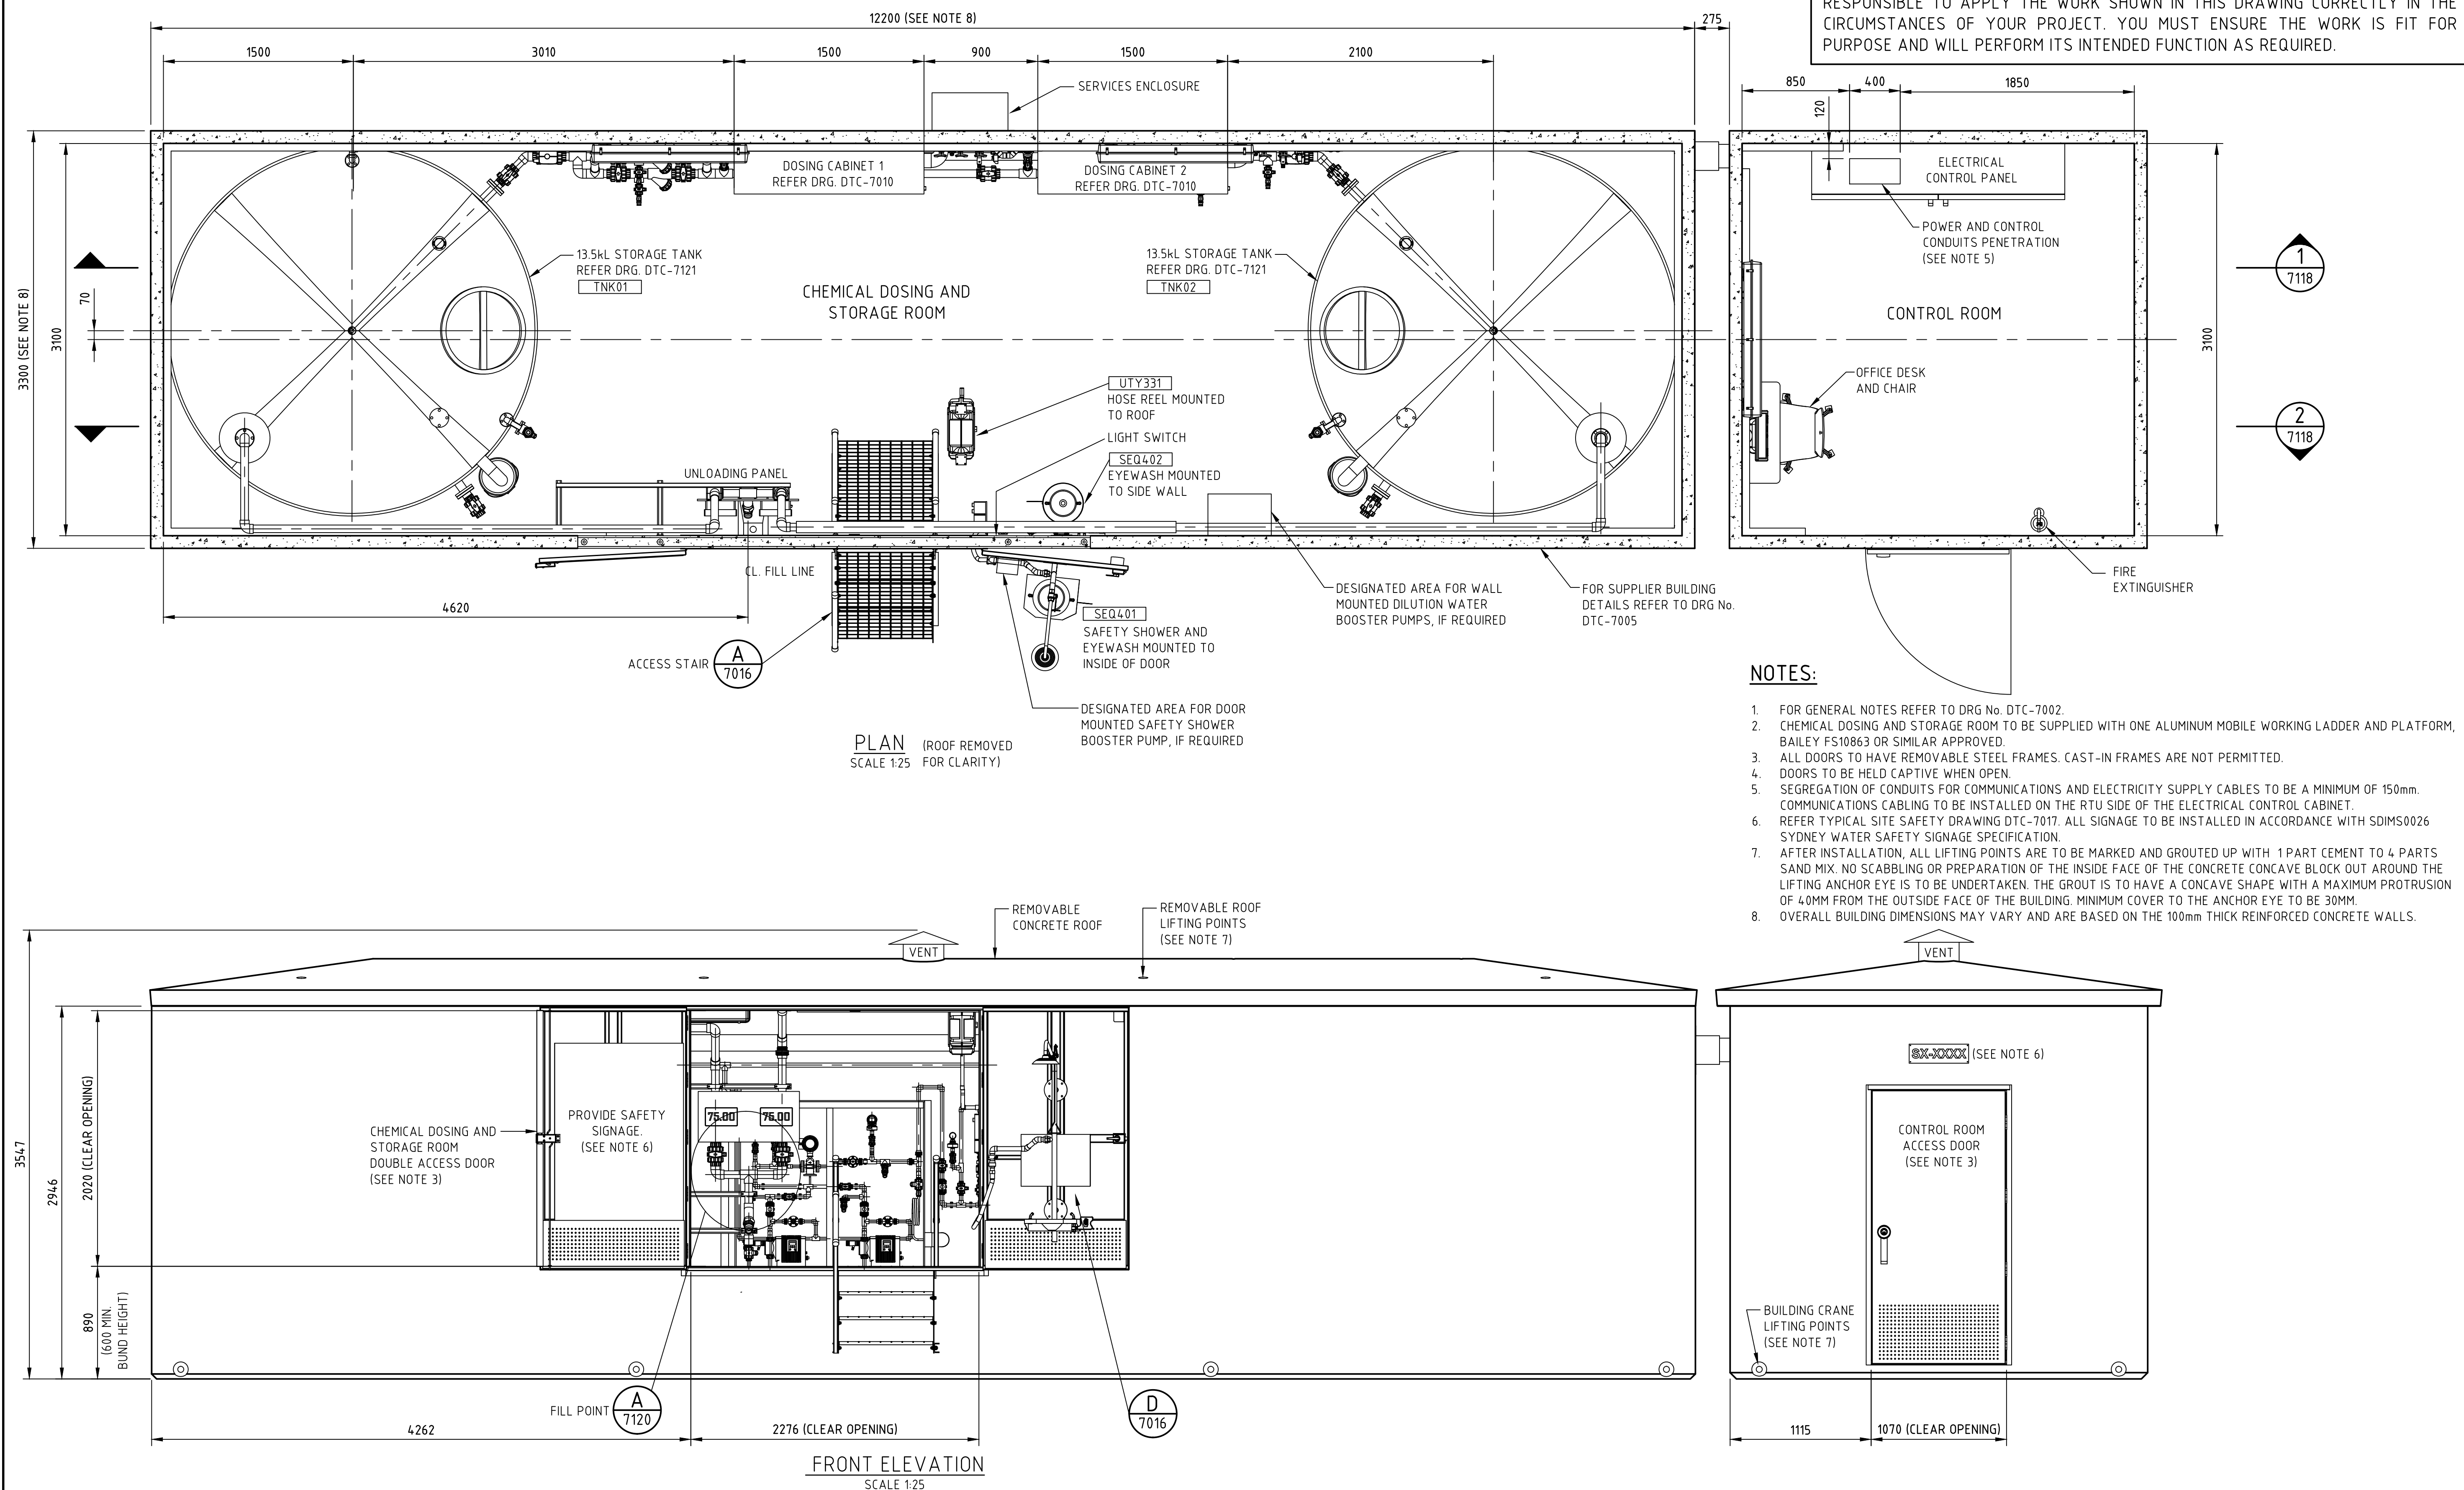 RESPONSIBLE TO APPLY THE WORK SHOWN IN THIS DRAWING CORRECTLY IN THE
CIRCUMSTANCES OF YOUR PROJECT. YOU MUST ENSURE THE WORK IS FIT FOR
PURPOSE AND WILL PERFORM ITS INTENDED FUNCTION AS REQUIRED.
12200 (SEE NOTE 8)
275
1500
3010
1500
900
1500
2100
850
400
1850
120
SERVICES ENCLOSURE
DOSING CABINET 1
REFER DRG. DTC-7010
DOSING CABINET 2
REFER DRG. DTC-7010
ELECTRICAL
CONTROL PANEL
POWER AND CONTROL
CONDUITS PENETRATION
(SEE NOTE 5)
13.5kL STORAGE TANK
REFER DRG. DTC-7121
TNK01
13.5kL STORAGE TANK
REFER DRG. DTC-7121
TNK02
CHEMICAL DOSING AND
STORAGE ROOM
CONTROL ROOM
1
7118
2
7118
3300 (SEE NOTE 8)
3100
70
3100
OFFICE DESK
AND CHAIR
UTY331
HOSE REEL MOUNTED
TO ROOF
LIGHT SWITCH
SEQ402
EYEWASH MOUNTED
TO SIDE WALL
UNLOADING PANEL
CL. FILL LINE
4620
ACCESS STAIR
A
7016
SEQ401
SAFETY SHOWER AND
EYEWASH MOUNTED TO
INSIDE OF DOOR
DESIGNATED AREA FOR DOOR
MOUNTED SAFETY SHOWER
BOOSTER PUMP, IF REQUIRED
DESIGNATED AREA FOR WALL
MOUNTED DILUTION WATER
BOOSTER PUMPS, IF REQUIRED
FOR SUPPLIER BUILDING
DETAILS REFER TO DRG No.
DTC-7005
FIRE
EXTINGUISHER
PLAN (ROOF REMOVED
SCALE 1:25 FOR CLARITY)
NOTES:
1. FOR GENERAL NOTES REFER TO DRG No. DTC-7002.
2. CHEMICAL DOSING AND STORAGE ROOM TO BE SUPPLIED WITH ONE ALUMINUM MOBILE WORKING LADDER AND PLATFORM,
BAILEY FS10863 OR SIMILAR APPROVED.
3. ALL DOORS TO HAVE REMOVABLE STEEL FRAMES. CAST-IN FRAMES ARE NOT PERMITTED.
4. DOORS TO BE HELD CAPTIVE WHEN OPEN.
5. SEGREGATION OF CONDUITS FOR COMMUNICATIONS AND ELECTRICITY SUPPLY CABLES TO BE A MINIMUM OF 150mm.
COMMUNICATIONS CABLING TO BE INSTALLED ON THE RTU SIDE OF THE ELECTRICAL CONTROL CABINET.
6. REFER TYPICAL SITE SAFETY DRAWING DTC-7017. ALL SIGNAGE TO BE INSTALLED IN ACCORDANCE WITH SDIMS0026
SYDNEY WATER SAFETY SIGNAGE SPECIFICATION.
7. AFTER INSTALLATION, ALL LIFTING POINTS ARE TO BE MARKED AND GROUTED UP WITH 1 PART CEMENT TO 4 PARTS
SAND MIX. NO SCABBLING OR PREPARATION OF THE INSIDE FACE OF THE CONCRETE CONCAVE BLOCK OUT AROUND THE
LIFTING ANCHOR EYE IS TO BE UNDERTAKEN. THE GROUT IS TO HAVE A CONCAVE SHAPE WITH A MAXIMUM PROTRUSION
OF 40MM FROM THE OUTSIDE FACE OF THE BUILDING. MINIMUM COVER TO THE ANCHOR EYE TO BE 30MM.
8. OVERALL BUILDING DIMENSIONS MAY VARY AND ARE BASED ON THE 100mm THICK REINFORCED CONCRETE WALLS.
REMOVABLE
CONCRETE ROOF
REMOVABLE ROOF
LIFTING POINTS
(SEE NOTE 7)
VENT
VENT
3547
2946
2020 (CLEAR OPENING)
890
(600 MIN.
BUND HEIGHT)
CHEMICAL DOSING AND
STORAGE ROOM
DOUBLE ACCESS DOOR
(SEE NOTE 3)
PROVIDE SAFETY
SIGNAGE.
(SEE NOTE 6)
75.00
75.00
SX-XXXX (SEE NOTE 6)
CONTROL ROOM
ACCESS DOOR
(SEE NOTE 3)
BUILDING CRANE
LIFTING POINTS
(SEE NOTE 7)
FILL POINT
A
7120
D
7016
4262
2276 (CLEAR OPENING)
1115
1070 (CLEAR OPENING)
FRONT ELEVATION
SCALE 1:25